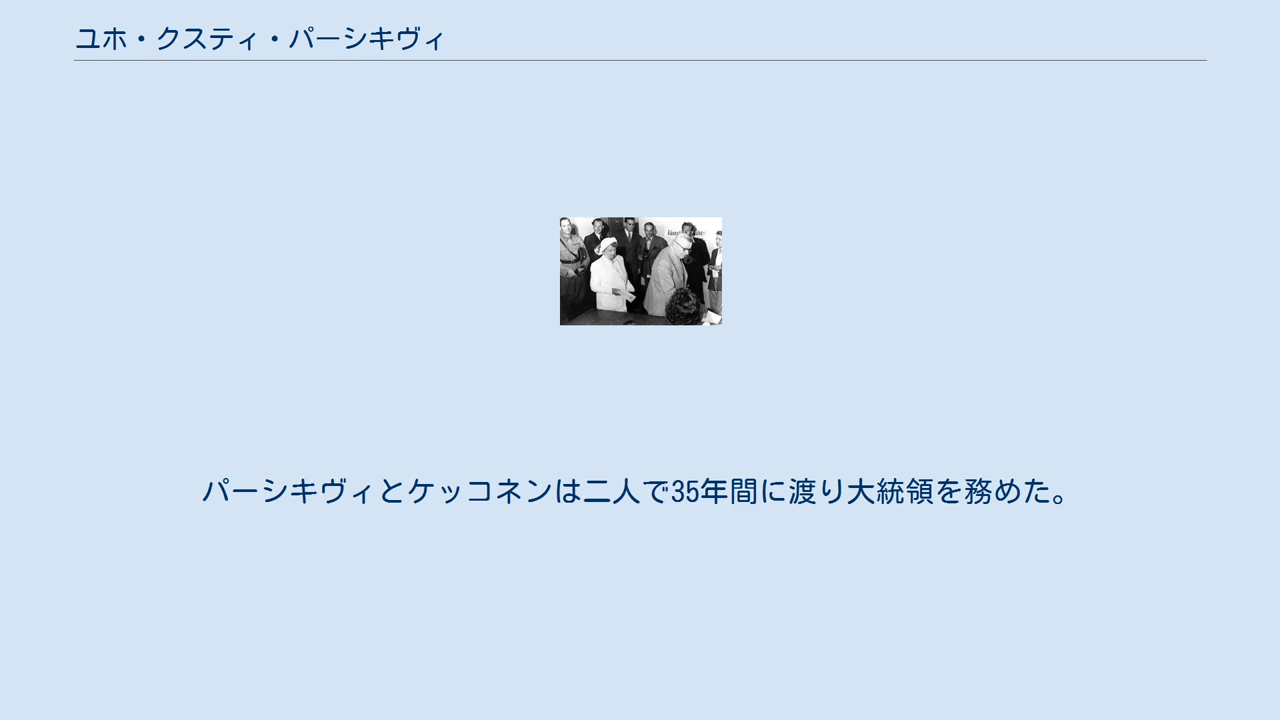 ユホ・クスティ・パーシキヴィ
パーシキヴィとケッコネンは二人で35年間に渡り大統領を務めた。